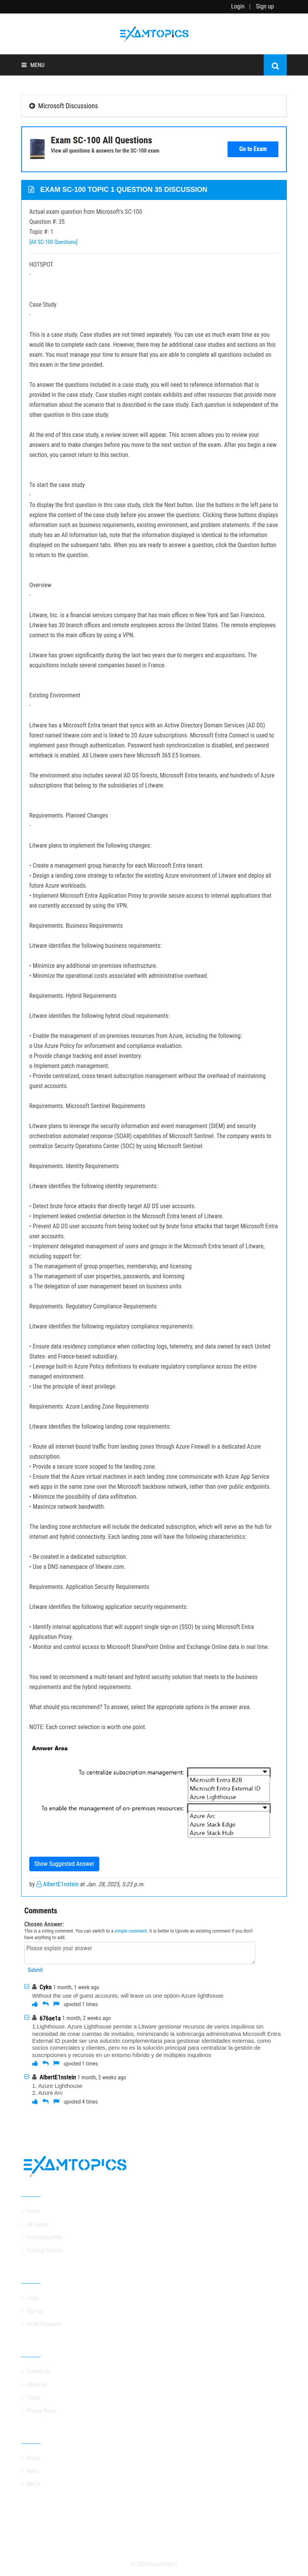 Login | Sign up
EXAMTOPICS
MENU
Microsoft Discussions
Exam SC-100 All Questions
View all questions & answers for the SC-100 exam
Go to Exam
EXAM SC-100 TOPIC 1 QUESTION 35 DISCUSSION
Actual exam question from Microsoft's SC-100
Question #: 35
Topic #: 1
[All SC-100 Questions]
HOTSPOT
-
Case Study
-
This is a case study. Case studies are not timed separately. You can use as much exam time as you
would like to complete each case. However, there may be additional case studies and sections on this
exam. You must manage your time to ensure that you are able to complete all questions included on
this exam in the time provided.
To answer the questions included in a case study, you will need to reference information that is
provided in the case study. Case studies might contain exhibits and other resources that provide more
information about the scenario that is described in the case study. Each question is independent of the
other question in this case study.
At the end of this case study, a review screen will appear. This screen allows you to review your
answers and to make changes before you move to the next section of the exam. After you begin a new
section, you cannot return to this section.
To start the case study
-
To display the first question in this case study, click the Next button. Use the buttons in the left pane to
explore the content of the case study before you answer the questions. Clicking these buttons displays
information such as business requirements, existing environment, and problem statements. If the case
study has an All Information tab, note that the information displayed is identical to the information
displayed on the subsequent tabs. When you are ready to answer a question, click the Question button
to return to the question.
Overview
-
Litware, Inc. is a financial services company that has main offices in New York and San Francisco.
Litware has 30 branch offices and remote employees across the United States. The remote employees
connect to the main offices by using a VPN.
Litware has grown significantly during the last two years due to mergers and acquisitions. The
acquisitions include several companies based in France.
Existing Environment
-
Litware has a Microsoft Entra tenant that syncs with an Active Directory Domain Services (AD DS)
forest named litware.com and is linked to 20 Azure subscriptions. Microsoft Entra Connect is used to
implement pass-through authentication. Password hash synchronization is disabled, and password
writeback is enabled. All Litware users have Microsoft 365 E5 licenses.
The environment also includes several AD DS forests, Microsoft Entra tenants, and hundreds of Azure
subscriptions that belong to the subsidiaries of Litware.
Requirements. Planned Changes
-
Litware plans to implement the following changes:
• Create a management group hierarchy for each Microsoft Entra tenant.
• Design a landing zone strategy to refactor the existing Azure environment of Litware and deploy all
future Azure workloads.
• Implement Microsoft Entra Application Proxy to provide secure access to internal applications that
are currently accessed by using the VPN.
Requirements. Business Requirements
Litware identifies the following business requirements:
• Minimize any additional on-premises infrastructure.
• Minimize the operational costs associated with administrative overhead.
Requirements. Hybrid Requirements
Litware identifies the following hybrid cloud requirements:
• Enable the management of on-premises resources from Azure, including the following:
o Use Azure Policy for enforcement and compliance evaluation.
o Provide change tracking and asset inventory.
o Implement patch management.
• Provide centralized, cross-tenant subscription management without the overhead of maintaining
guest accounts.
Requirements. Microsoft Sentinel Requirements
Litware plans to leverage the security information and event management (SIEM) and security
orchestration automated response (SOAR) capabilities of Microsoft Sentinel. The company wants to
centralize Security Operations Center (SOC) by using Microsoft Sentinel.
Requirements. Identity Requirements
Litware identifies the following identity requirements:
• Detect brute force attacks that directly target AD DS user accounts.
• Implement leaked credential detection in the Microsoft Entra tenant of Litware.
• Prevent AD DS user accounts from being locked out by brute force attacks that target Microsoft Entra
user accounts.
• Implement delegated management of users and groups in the Microsoft Entra tenant of Litware,
including support for:
o The management of group properties, membership, and licensing
o The management of user properties, passwords, and licensing
o The delegation of user management based on business units
Requirements. Regulatory Compliance Requirements
Litware identifies the following regulatory compliance requirements:
• Ensure data residency compliance when collecting logs, telemetry, and data owned by each United
States- and France-based subsidiary.
• Leverage built-in Azure Policy definitions to evaluate regulatory compliance across the entire
managed environment.
• Use the principle of least privilege.
Requirements. Azure Landing Zone Requirements
Litware identifies the following landing zone requirements:
• Route all internet-bound traffic from landing zones through Azure Firewall in a dedicated Azure
subscription.
• Provide a secure score scoped to the landing zone.
• Ensure that the Azure virtual machines in each landing zone communicate with Azure App Service
web apps in the same zone over the Microsoft backbone network, rather than over public endpoints.
• Minimize the possibility of data exfiltration.
• Maximize network bandwidth.
The landing zone architecture will include the dedicated subscription, which will serve as the hub for
internet and hybrid connectivity. Each landing zone will have the following characteristics:
• Be created in a dedicated subscription.
• Use a DNS namespace of litware.com.
Requirements. Application Security Requirements
Litware identifies the following application security requirements:
• Identify internal applications that will support single sign-on (SSO) by using Microsoft Entra
Application Proxy.
• Monitor and control access to Microsoft SharePoint Online and Exchange Online data in real time.
You need to recommend a multi-tenant and hybrid security solution that meets to the business
requirements and the hybrid requirements.
What should you recommend? To answer, select the appropriate options in the answer area.
NOTE: Each correct selection is worth one point.
Answer Area
To centralize subscription management:
Microsoft Entra B2B
Microsoft Entra External ID
Azure Lighthouse
To enable the management of on-premises resources:
Azure Arc
Azure Stack Edge
Azure Stack Hub
Show Suggested Answer
by AlbertE1nstein at Jan. 28, 2025, 5:23 p.m.
Comments
Chosen Answer:
This is a voting comment. You can switch to a simple comment. It is better to Upvote an existing comment if you don't
have anything to add.
Please explain your answer
Submit
Cyko 1 month, 1 week ago
Without the use of guest accounts, will leave us one option-Azure lighthouse
upvoted 1 times
676ae1a 1 month, 2 weeks ago
1.Lighthouse. Azure Lighthouse permite a Litware gestionar recursos de varios inquilinos sin
necesidad de crear cuentas de invitados, minimizando la sobrecarga administrativa.Microsoft Entra
External ID puede ser una solución complementaria para gestionar identidades externas, como
socios comerciales y clientes, pero no es la solución principal para centralizar la gestión de
suscripciones y recursos en un entorno híbrido y de múltiples inquilinos
upvoted 1 times
AlbertE1nstein 1 month, 2 weeks ago
1. Azure Lighthouse
2. Azure Arc
upvoted 4 times
EXAMTOPICS